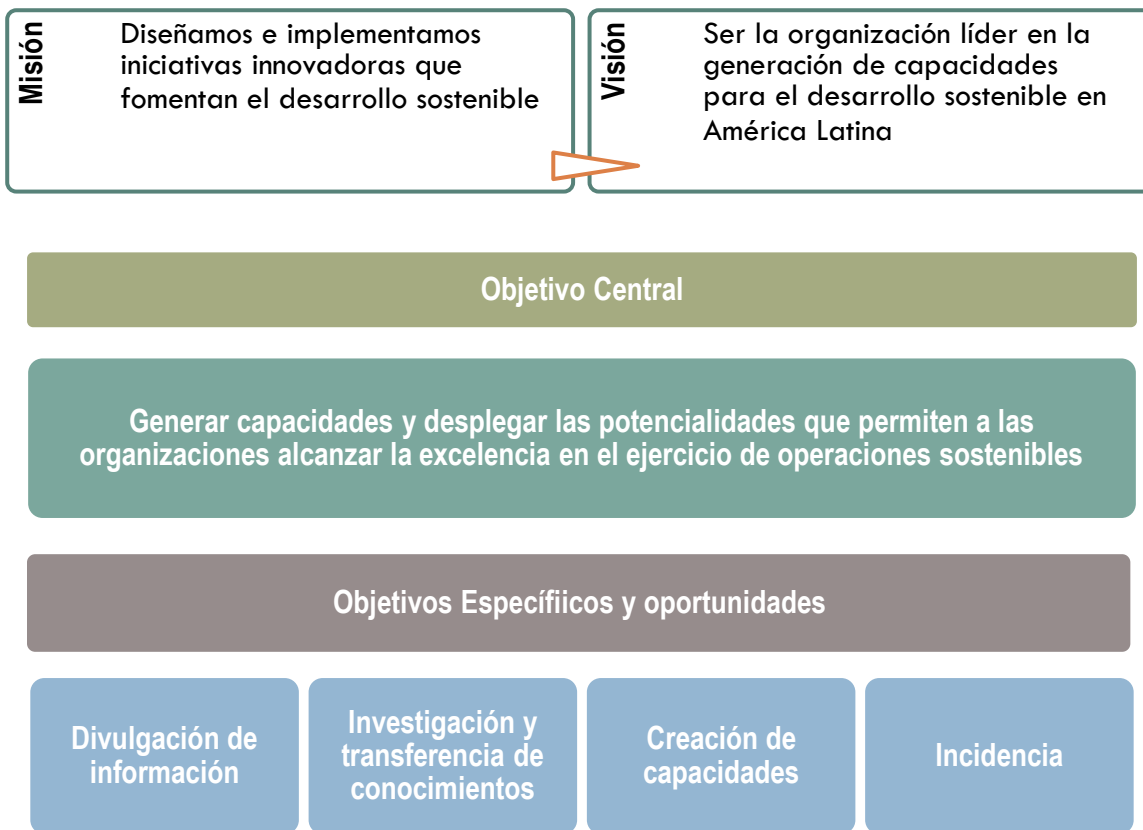 Misión
Diseñamos e implementamos
iniciativas innovadoras que
fomentan el desarrollo sostenible
Visión
Ser la organización líder en la
generación de capacidades
para el desarrollo sostenible en
América Latina
Objetivo Central
Generar capacidades y desplegar las potencialidades que permiten a las
organizaciones alcanzar la excelencia en el ejercicio de operaciones sostenibles
Objetivos Específiicos y oportunidades
Divulgación de
información
Investigación y
transferencia de
conocimientos
Creación de
capacidades
Incidencia